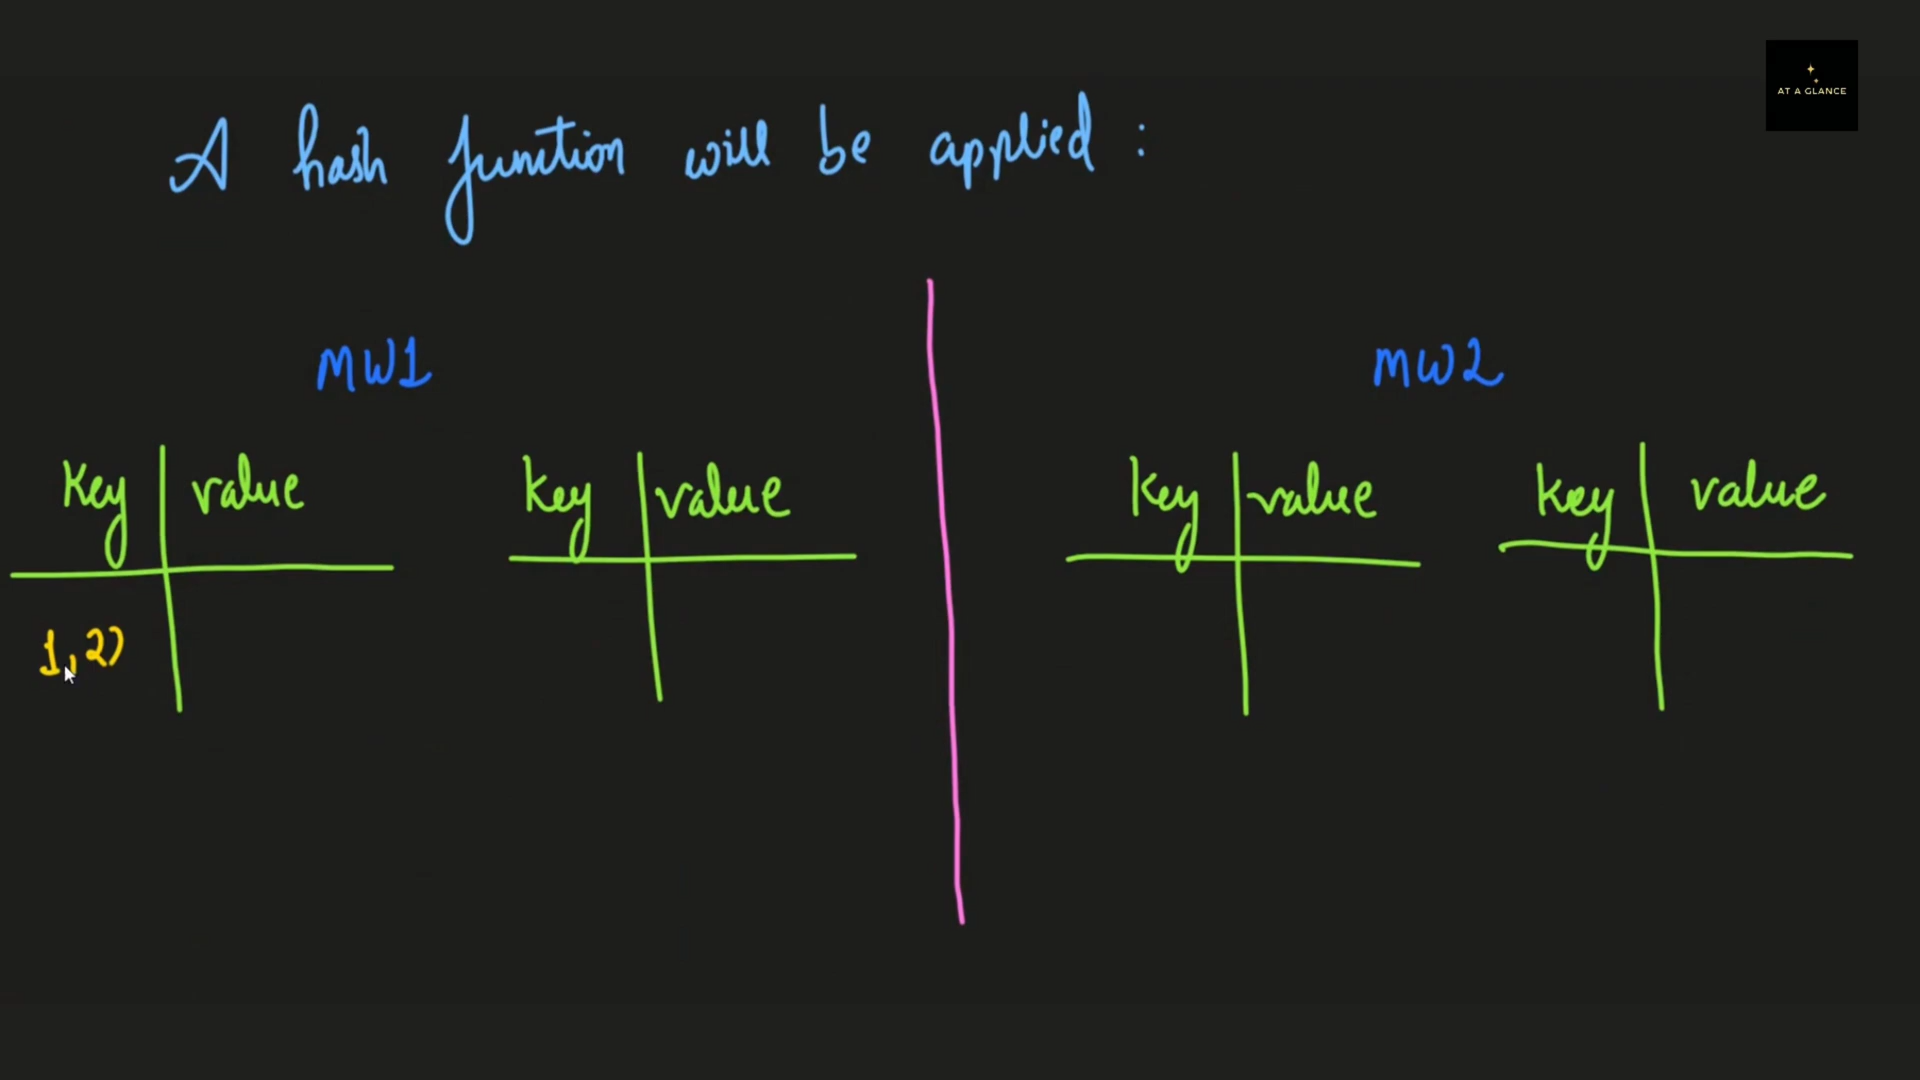 AT A GLANCE
A hash function will be applied :
MW1 MW2
Key value key value key value key value
1,2)